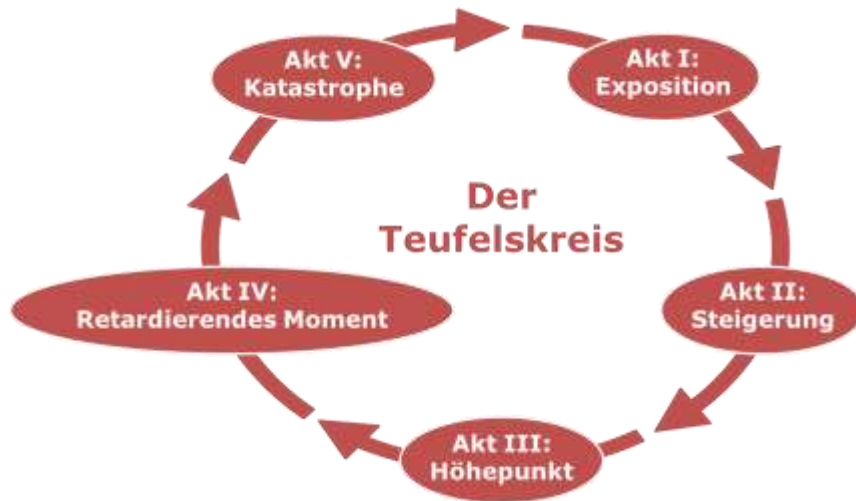 Akt V:
Katastrophe
Akt I:
Exposition
Der
Teufelskreis
Akt IV:
Retardierendes Moment
Akt II:
Steigerung
Akt III:
Höhepunkt